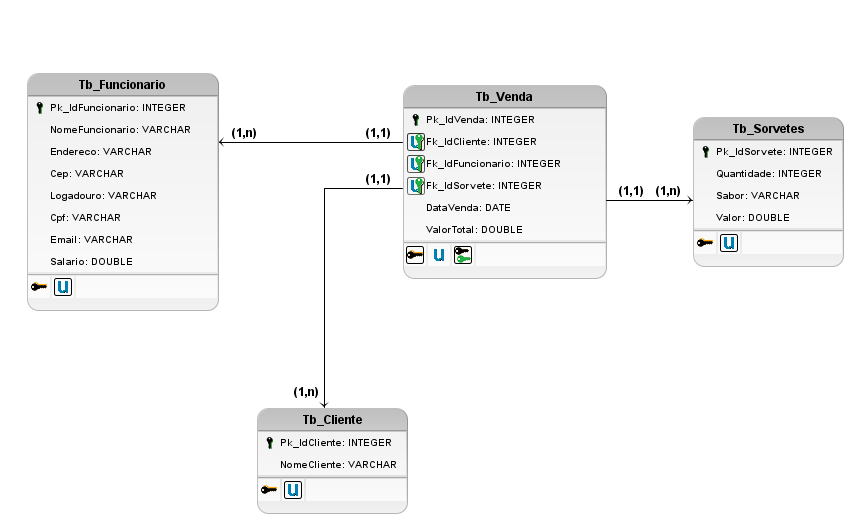 Tb_Funcionario
Pk_IdFuncionario: INTEGER
NomeFuncionario: VARCHAR
Endereco: VARCHAR
Cep: VARCHAR
Logadouro: VARCHAR
Cpf: VARCHAR
Email: VARCHAR
Salario: DOUBLE
U
(1,n)
(1,1)
(1,1)
Tb_Venda
Pk_IdVenda: INTEGER
U Fk_IdCliente: INTEGER
U Fk_IdFuncionario: INTEGER
U Fk_IdSorvete: INTEGER
DataVenda: DATE
ValorTotal: DOUBLE
U
(1,1) (1,n)
Tb_Sorvetes
Pk_IdSorvete: INTEGER
Quantidade: INTEGER
Sabor: VARCHAR
Valor: DOUBLE
U
(1,n)
Tb_Cliente
Pk_IdCliente: INTEGER
NomeCliente: VARCHAR
U